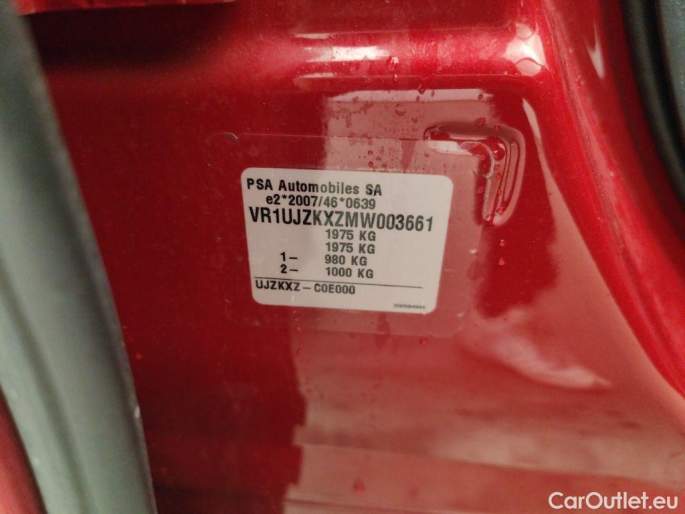 PSA Automobiles SA
e2*2007/46*0639
VR1UJZKXZMW003661
1975 KG
1975 KG
1- 980 KG
2- 1000 KG
UJZKXZ-C0E000
CarOutlet.eu